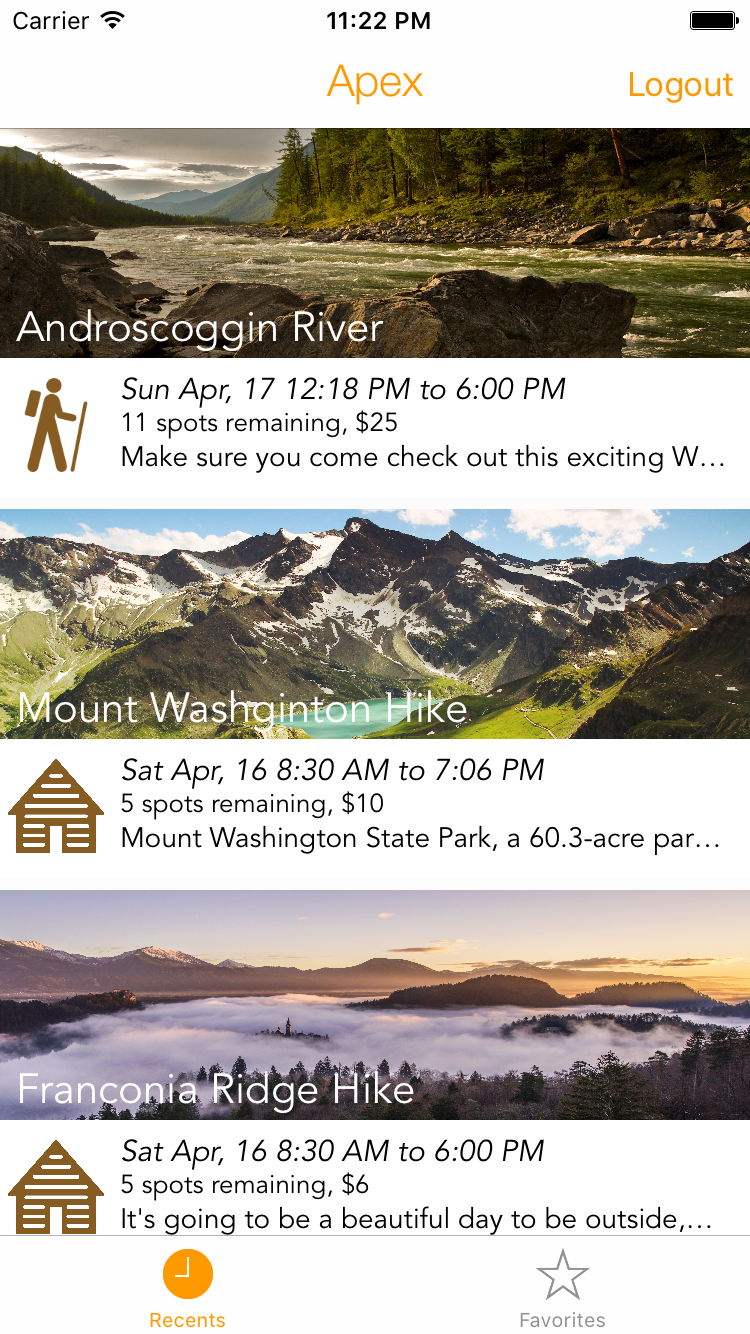 Carrier 11:22 PM
Apex Logout
Androscoggin River
Sun Apr, 17 12:18 PM to 6:00 PM
11 spots remaining, $25
Make sure you come check out this exciting W…
Mount Washginton Hike
Sat Apr, 16 8:30 AM to 7:06 PM
5 spots remaining, $10
Mount Washington State Park, a 60.3-acre par…
Franconia Ridge Hike
Sat Apr, 16 8:30 AM to 6:00 PM
5 spots remaining, $6
It's going to be a beautiful day to be outside,…
Recents Favorites